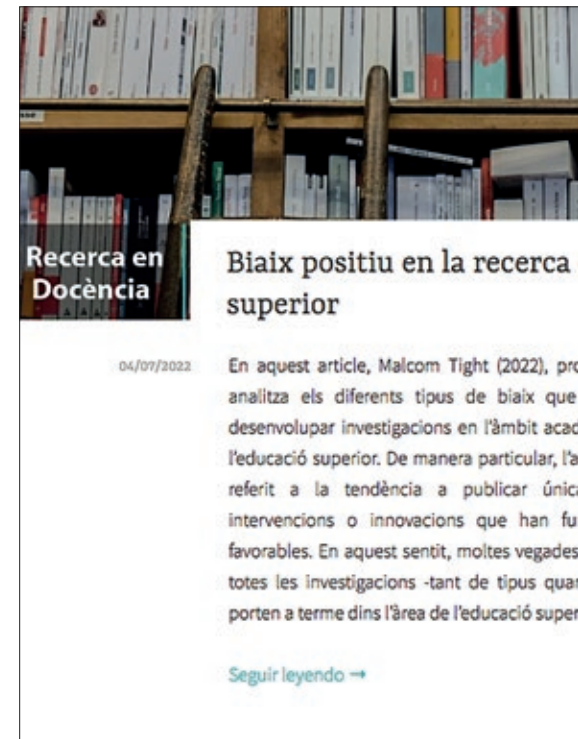 Recerca en
Docència
Biaix positiu en la recerca
superior
04/07/2022
En aquest article, Malcom Tight (2022), pro
analitza els diferents tipus de biaix que
desenvolupar investigacions en l'àmbit acad
l'educació superior. De manera particular, l'a
referit a la tendència a publicar única
intervencions o innovacions que han fu
favorables. En aquest sentit, moltes vegades
totes les investigacions -tant de tipus quan
porten a terme dins l'àrea de l'educació super
Seguir leyendo →